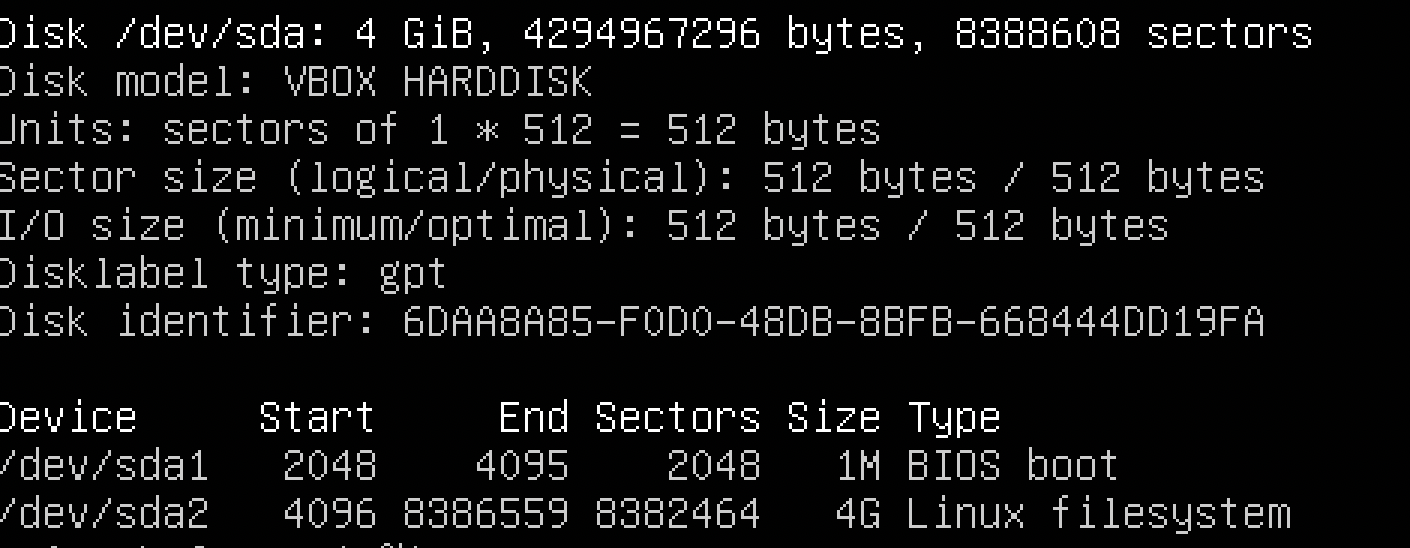 Disk /dev/sda: 4 GiB, 4294967296 bytes, 8388608 sectors
Disk model: VBOX HARDDISK
Units: sectors of 1 * 512 = 512 bytes
Sector size (logical/physical): 512 bytes / 512 bytes
I/O size (minimum/optimal): 512 bytes / 512 bytes
Disklabel type: gpt
Disk identifier: 6DAA8A85-F0D0-48DB-8BFB-668444DD19FA
Device Start End Sectors Size Type
/dev/sda1 2048 4095 2048 1M BIOS boot
/dev/sda2 4096 8386559 8382464 4G Linux filesystem